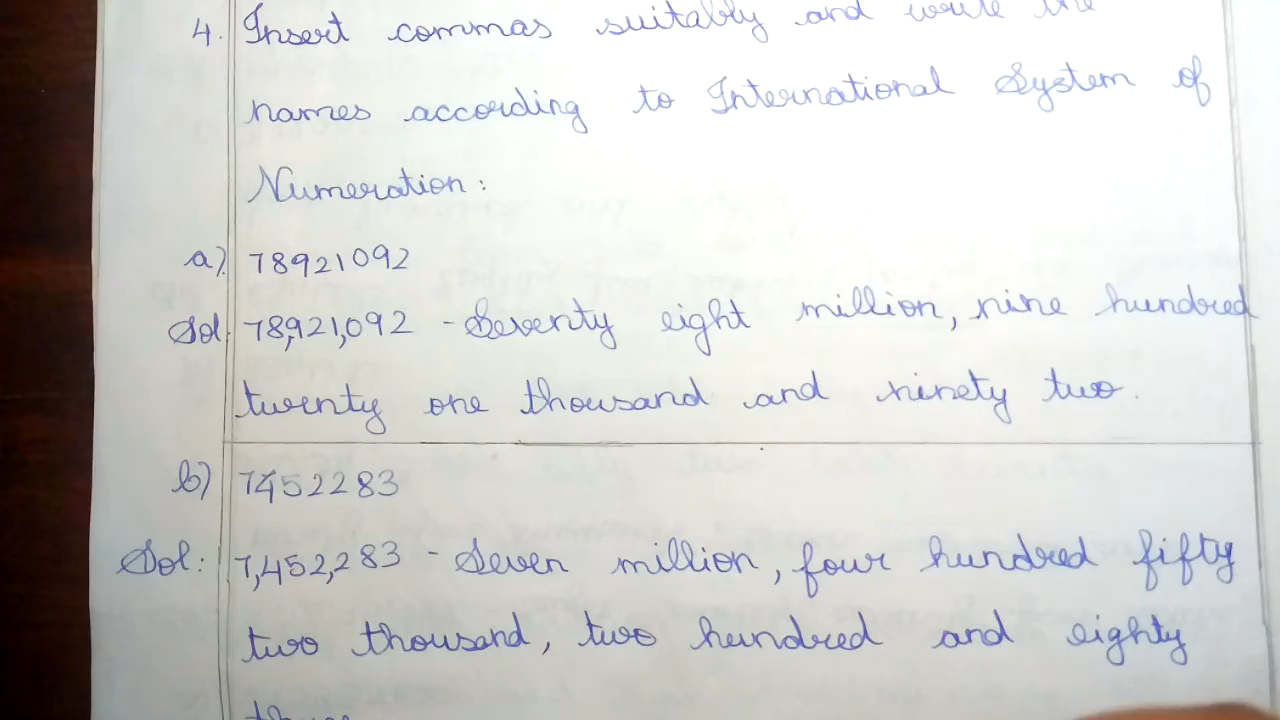 4. Insert commas suitably and write the
names according to International System of
Numeration:
a) 78921092
Sol: 78,921,092 - Seventy eight million, nine hundred
twenty one thousand and ninety two.
b) 7452283
Sol: 7,452,283 - Seven million, four hundred fifty
two thousand, two hundred and eighty